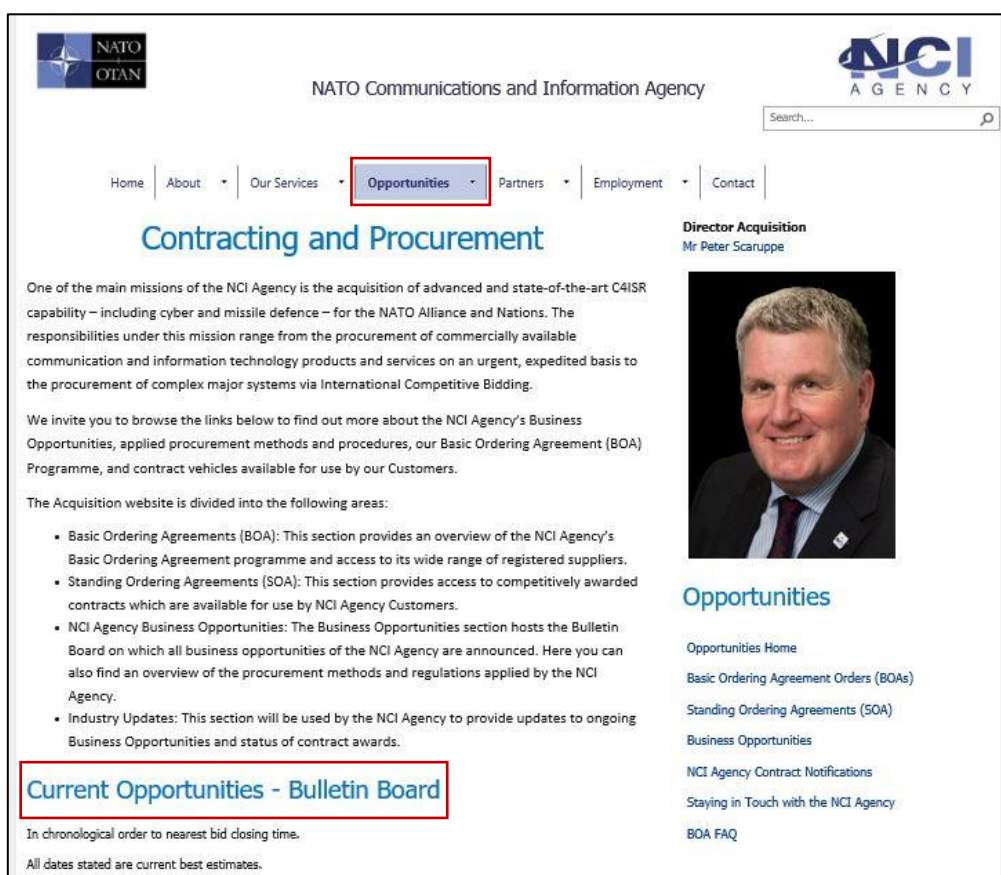 NATO
OTAN
NATO Communications and Information Agency
NCI
AGENCY
Search...
Home
About
Our Services
Opportunities
Partners
Employment
Contact
Contracting and Procurement
One of the main missions of the NCI Agency is the acquisition of advanced and state-of-the-art C4ISR
capability – including cyber and missile defence – for the NATO Alliance and Nations. The
responsibilities under this mission range from the procurement of commercially available
communication and information technology products and services on an urgent, expedited basis to
the procurement of complex major systems via International Competitive Bidding.
We invite you to browse the links below to find out more about the NCI Agency's Business
Opportunities, applied procurement methods and procedures, our Basic Ordering Agreement (BOA)
Programme, and contract vehicles available for use by our Customers.
The Acquisition website is divided into the following areas:
• Basic Ordering Agreements (BOA): This section provides an overview of the NCI Agency's
Basic Ordering Agreement programme and access to its wide range of registered suppliers.
• Standing Ordering Agreements (SOA): This section provides access to competitively awarded
contracts which are available for use by NCI Agency Customers.
• NCI Agency Business Opportunities: The Business Opportunities section hosts the Bulletin
Board on which all business opportunities of the NCI Agency are announced. Here you can
also find an overview of the procurement methods and regulations applied by the NCI
Agency.
• Industry Updates: This section will be used by the NCI Agency to provide updates to ongoing
Business Opportunities and status of contract awards.
Current Opportunities - Bulletin Board
In chronological order to nearest bid closing time.
All dates stated are current best estimates.
Director Acquisition
Mr Peter Scaruppe
Opportunities
Opportunities Home
Basic Ordering Agreement Orders (BOAs)
Standing Ordering Agreements (SOA)
Business Opportunities
NCI Agency Contract Notifications
Staying in Touch with the NCI Agency
BOA FAQ